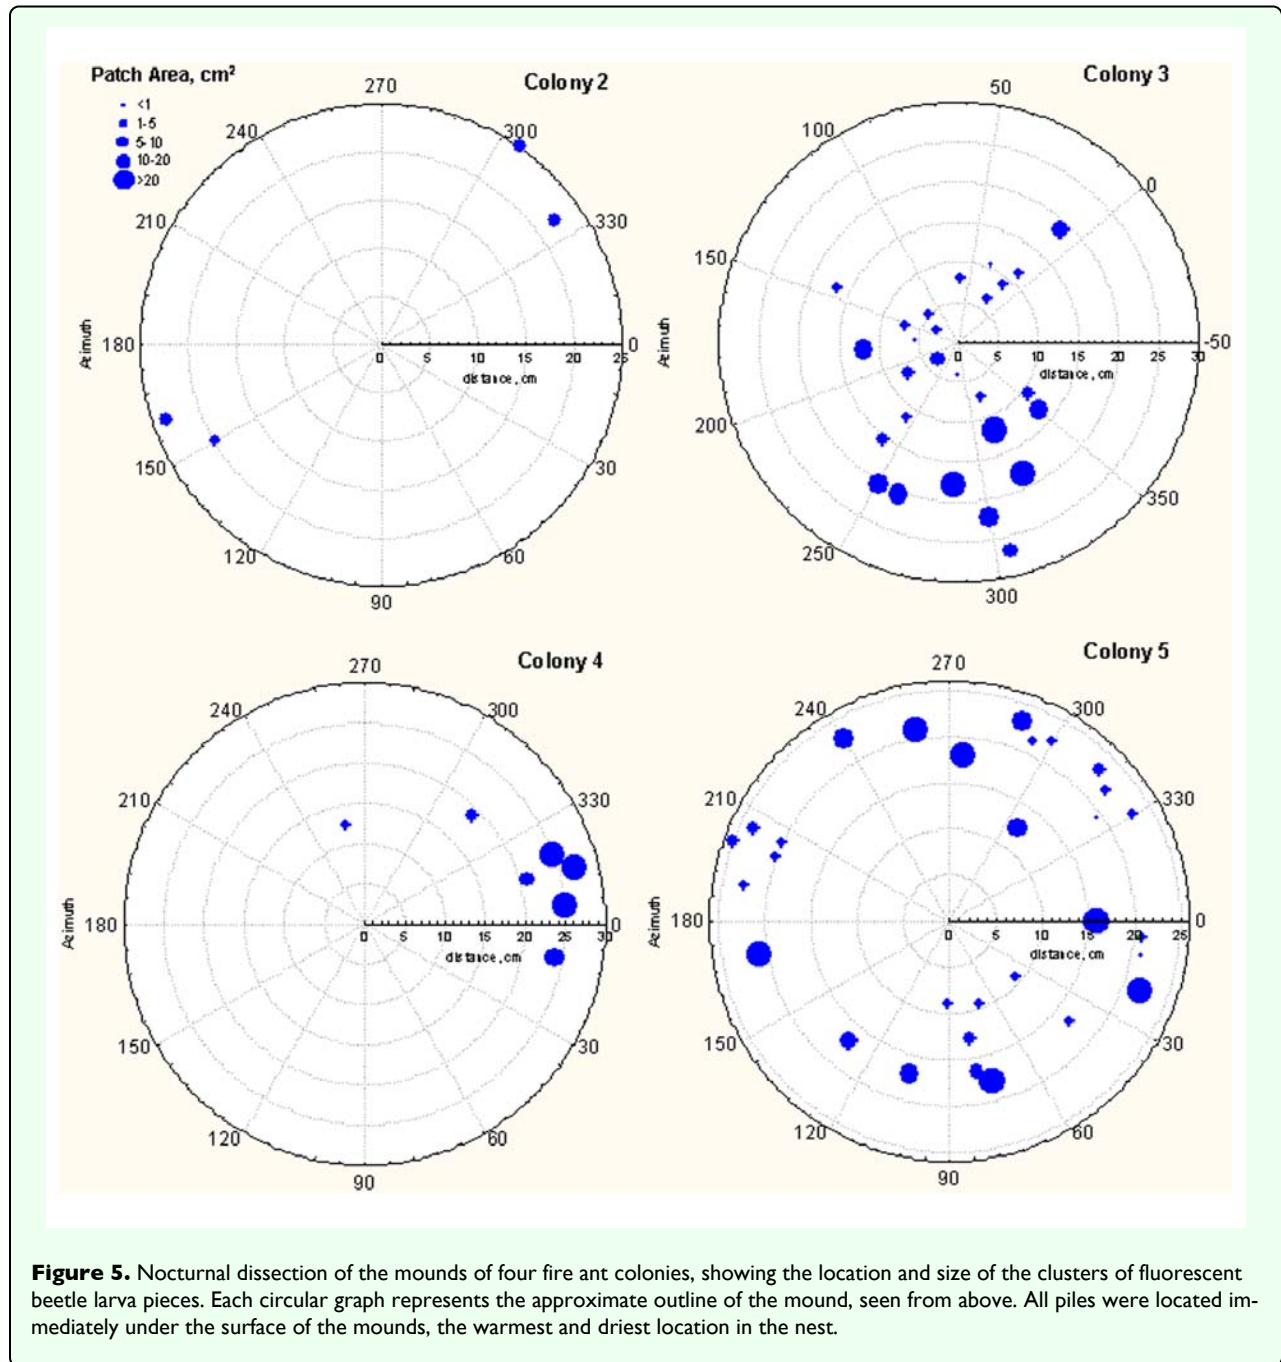 Patch Area, cm²
<1
1-5
5-10
10-20
>20
Colony 2
270
240
300
210
330
Azimuth
180
0
0 5 10 15 20 25
distance, cm
150
30
120
60
90
Colony 3
50
100
0
150
Azimuth
-50
0 5 10 15 20 25 30
distance, cm
200
350
250
300
Colony 4
270
240
300
210
330
Azimuth
180
0
0 5 10 15 20 25 30
distance, cm
150
30
120
60
90
Colony 5
270
240
300
210
330
Azimuth
180
0
0 5 10 15 20 25
distance, cm
150
30
120
60
90
Figure 5. Nocturnal dissection of the mounds of four fire ant colonies, showing the location and size of the clusters of fluorescent
beetle larva pieces. Each circular graph represents the approximate outline of the mound, seen from above. All piles were located im-
mediately under the surface of the mounds, the warmest and driest location in the nest.